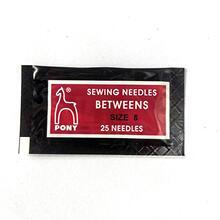 SEWING NEEDLES
BETWEENS
SIZE 8
25 NEEDLES
®
PONY